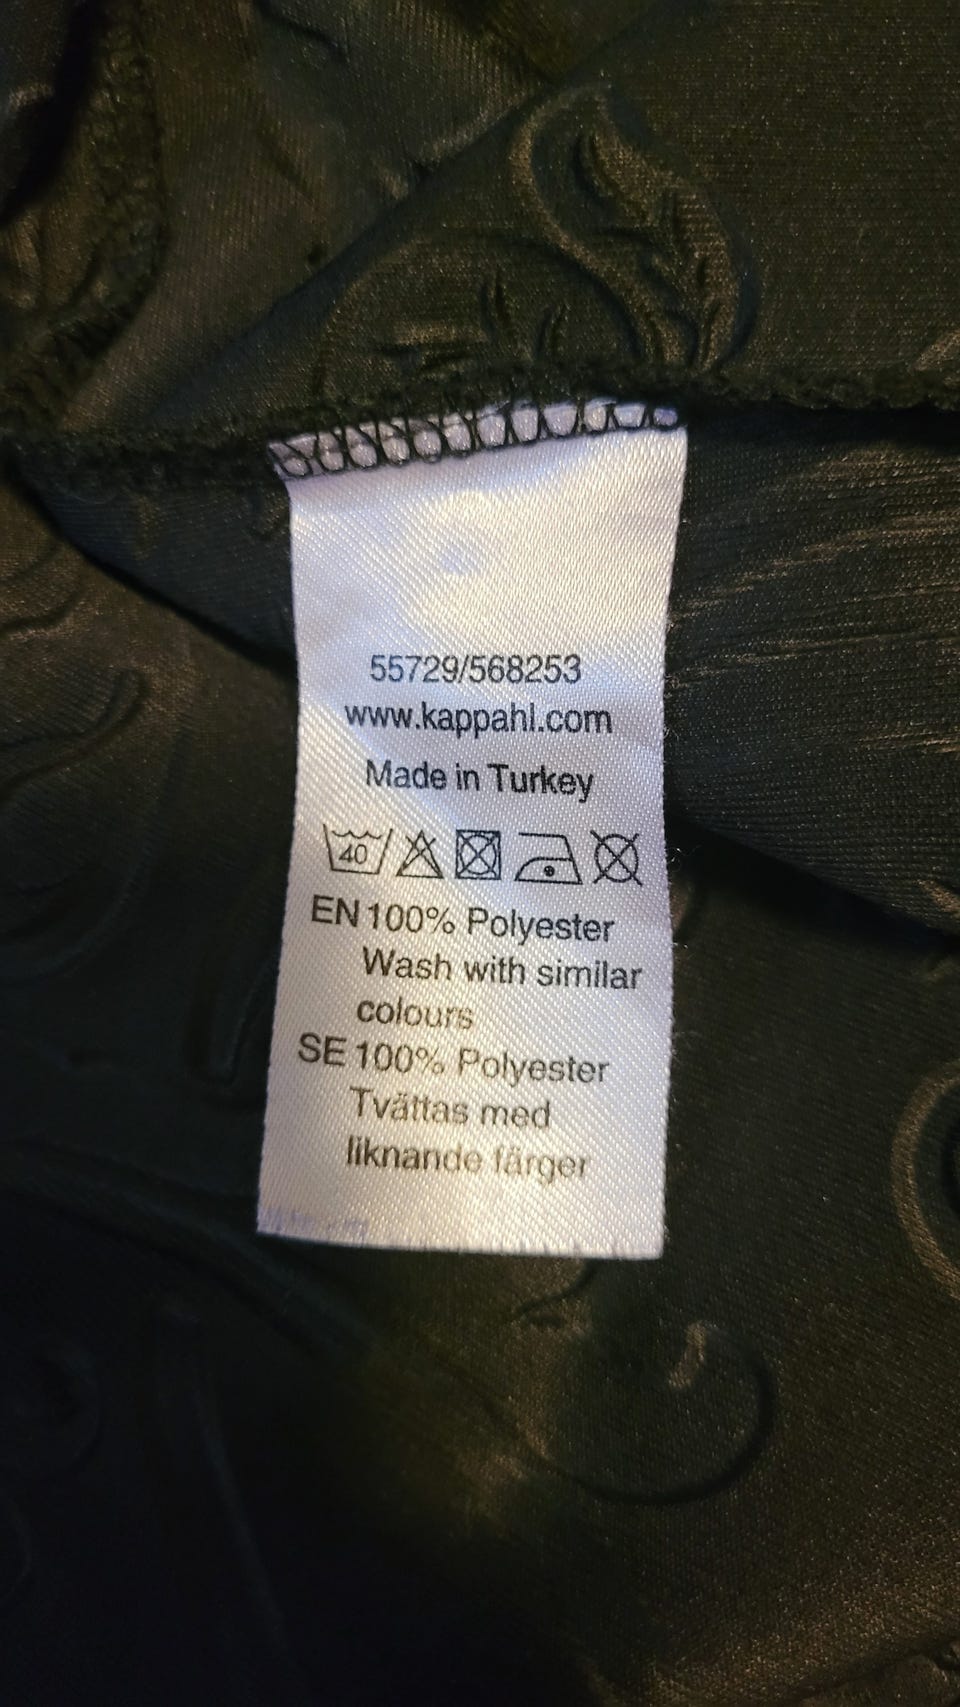 55729/568253
www.kappahl.com
Made in Turkey
40
EN 100% Polyester
Wash with similar
colours
SE 100% Polyester
Tvättas med
liknande färger